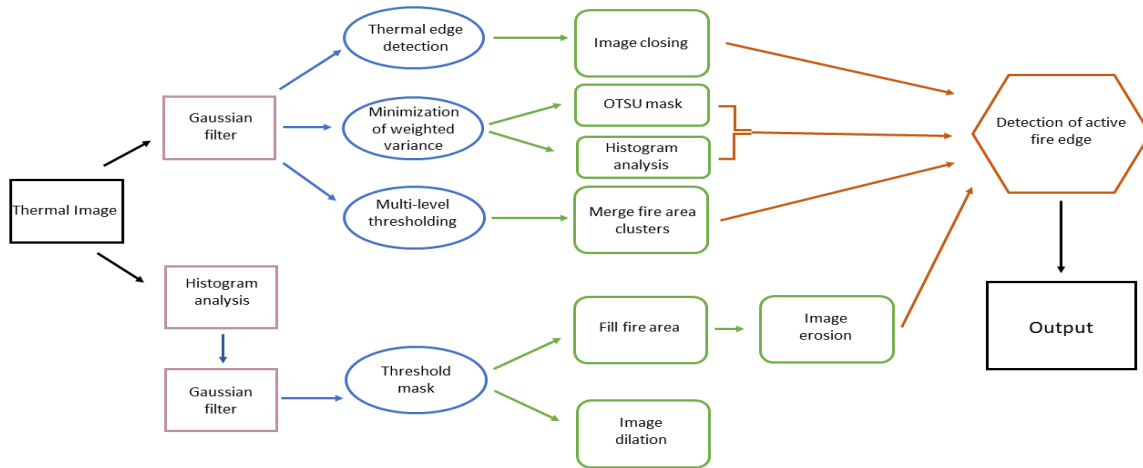 Thermal Image
Gaussian
filter
Thermal edge
detection
Image closing
Minimization
of weighted
variance
OTSU mask
Histogram
analysis
Multi-level
thresholding
Merge fire area
clusters
Histogram
analysis
Gaussian
filter
Threshold
mask
Fill fire area
Image
erosion
Image
dilation
Detection of active
fire edge
Output